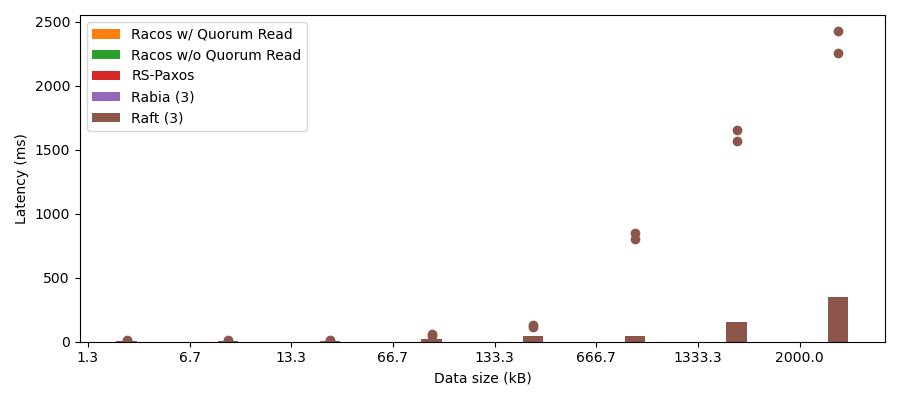 2500
2000
1500
1000
500
0
Latency (ms)
Racos w/ Quorum Read
Racos w/o Quorum Read
RS-Paxos
Rabia (3)
Raft (3)
1.3 6.7 13.3 66.7 133.3 666.7 1333.3 2000.0
Data size (kB)